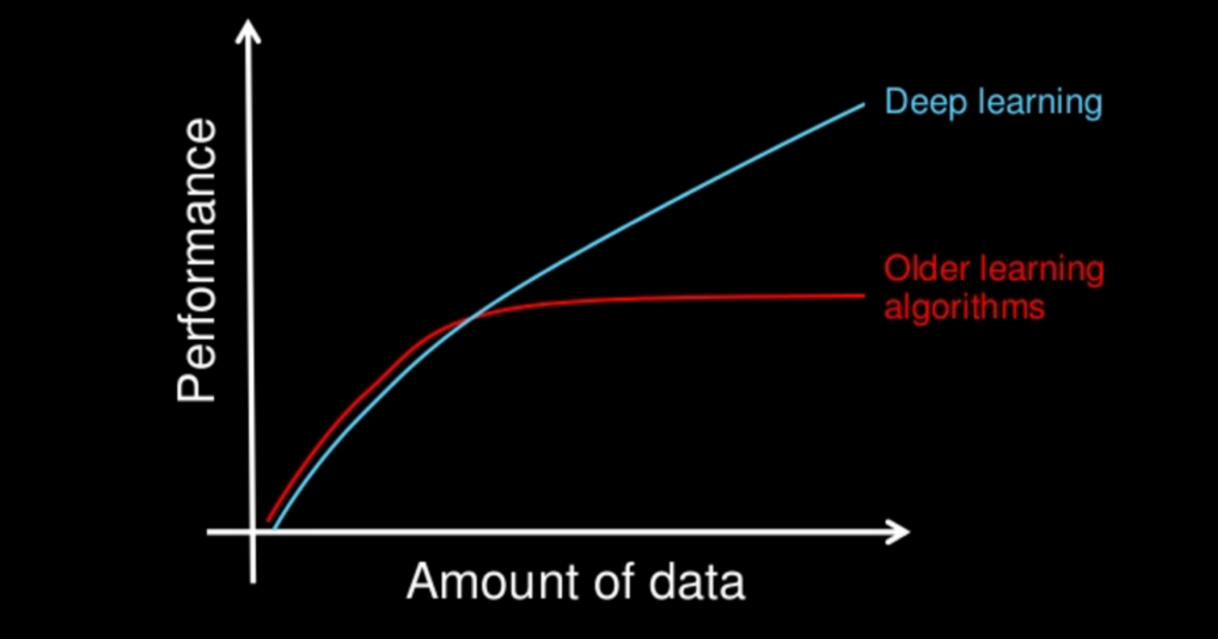 Performance
Deep learning
Older learning
algorithms
Amount of data